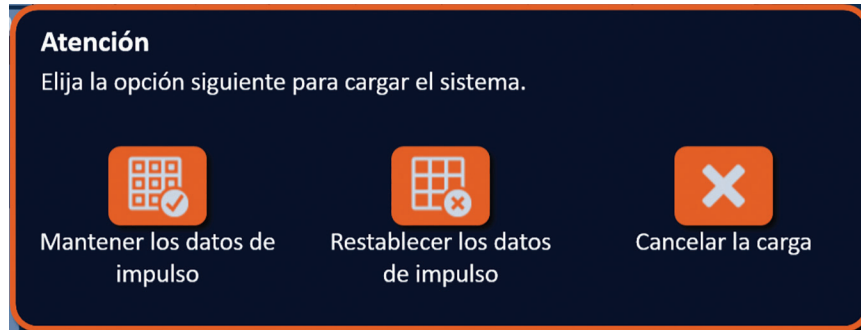 Atención
Elija la opción siguiente para cargar el sistema.
Mantener los datos de
impulso
Restablecer los datos
de impulso
Cancelar la carga